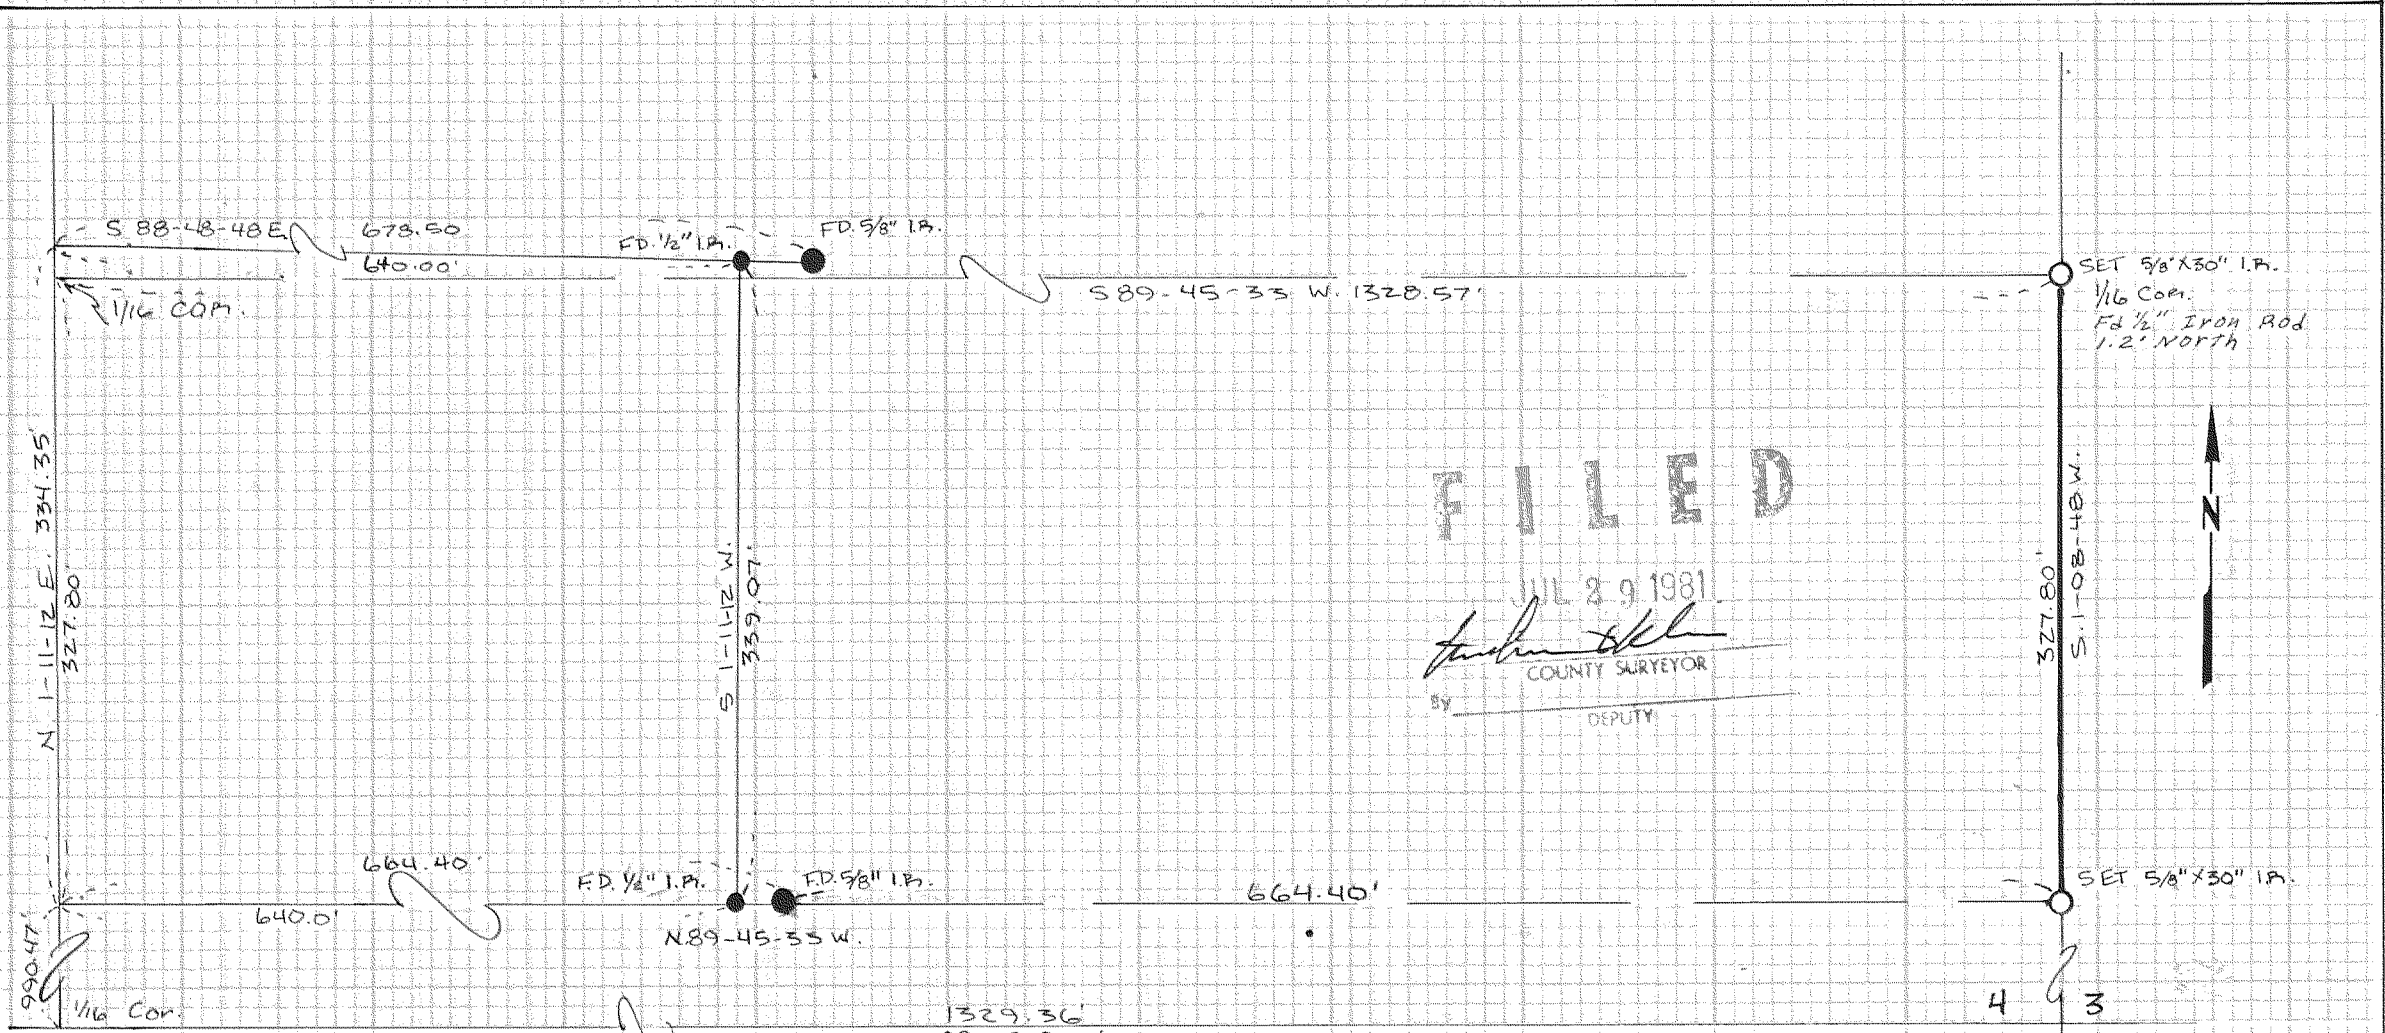 S 88-48-48 E. 678.50
640.00'
FD. 1/2" I.R.
FD. 5/8" I.R.
1/16 COR.
S 89-45-33 W. 1328.57'
SET 5/8"X30" I.R.
1/16 COR.
Fd 1/2" Iron Rod
1.2' North
N 1-11-12 E. 334.35'
327.80'
S 1-11-12 W.
339.07'
FILED
JUL 1981
COUNTY SURVEYOR
By
DEPUTY
327.80'
S.1-08-48 W.
N
664.40'
640.0'
F.D. 1/2" I.R.
F.D. 5/8" I.R.
N.89-45-33 W.
664.40'
SET 5/8"X30" I.R.
990.47'
1/16 Cor.
1329.36'
4 3